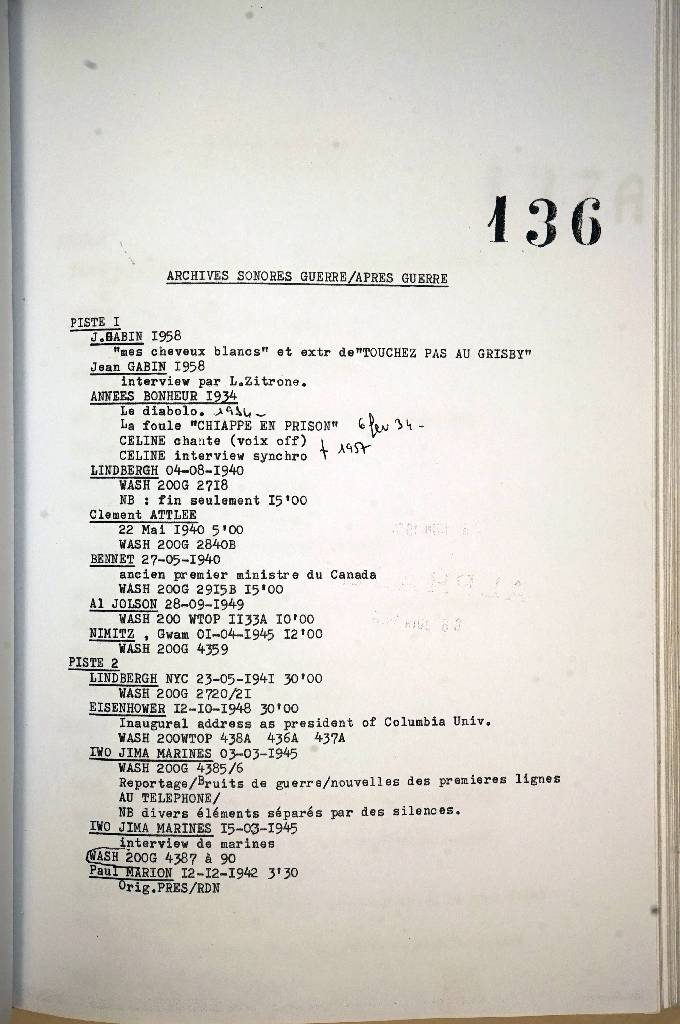 136
ARCHIVES SONORES GUERRE/APRES GUERRE
PISTE I
J.GABIN I958
"mes cheveux blancs" et extr de"TOUCHEZ PAS AU GRISBY"
Jean GABIN I958
interview par L.Zitrone.
ANNEES BONHEUR I934
Le diabolo. 1934-
La foule "CHIAPPE EN PRISON" 6 fev 34 -
CELINE chante (voix off)
CELINE interview synchro 1957
LINDBERGH 04-08-I940
WASH 200G 27I8
NB : fin seulement I5'00
Clement ATTLEE
22 Mai I940 5'00
WASH 200G 2840B
BENNET 27-05-I940
ancien premier ministre du Canada
WASH 200G 29I5B I5'00
Al JOLSON 28-09-I949
WASH 200 WTOP II33A I0'00
NIMITZ , Gwam OI-04-I945 I2'00
WASH 200G 4359
PISTE 2
LINDBERGH NYC 23-05-I94I 30'00
WASH 200G 2720/2I
EISENHOWER I2-I0-I948 30'00
Inaugural address as president of Columbia Univ.
WASH 200WTOP 438A 436A 437A
IWO JIMA MARINES 03-03-I945
WASH 200G 4385/6
Reportage/Bruits de guerre/nouvelles des premieres lignes
AU TELEPHONE/
NB divers éléments séparés par des silences.
IWO JIMA MARINES I5-03-I945
interview de marines
WASH 200G 4387 à 90
Paul MARION I2-I2-I942 3'30
Orig.PRES/RDN